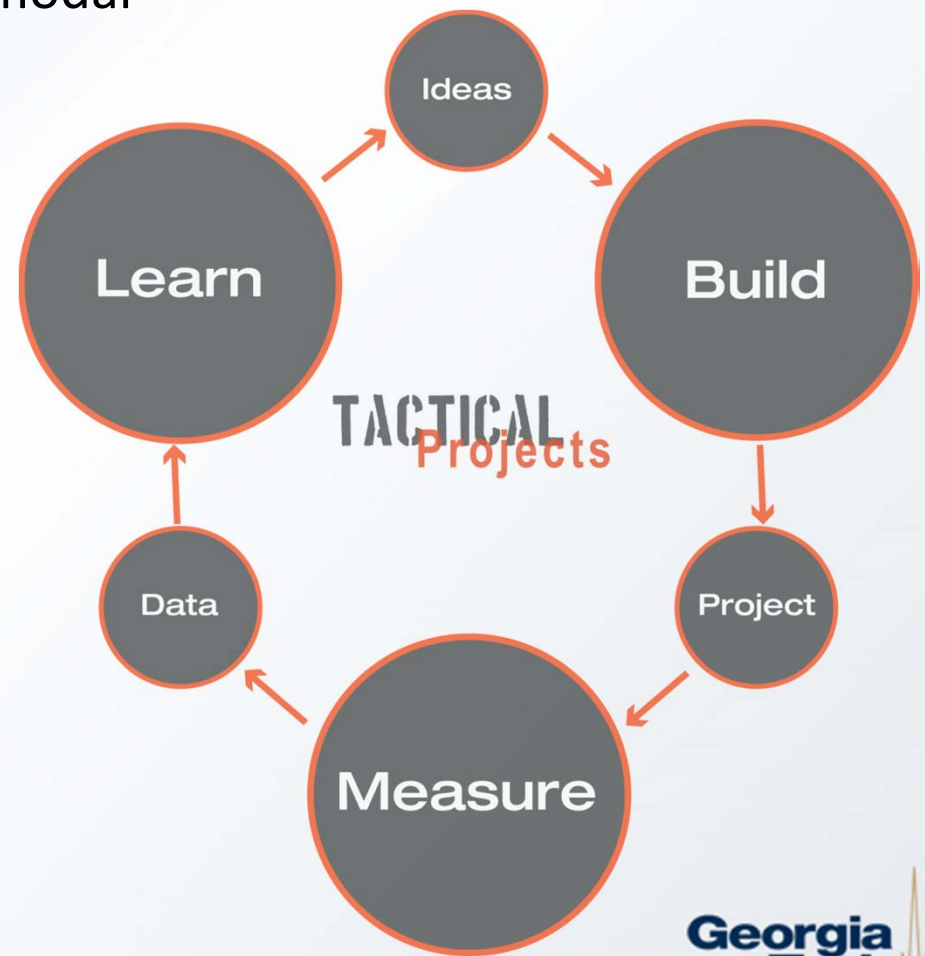 Ideas
Learn
Build
TACTICAL
Projects
Data
Project
Measure
Georgia